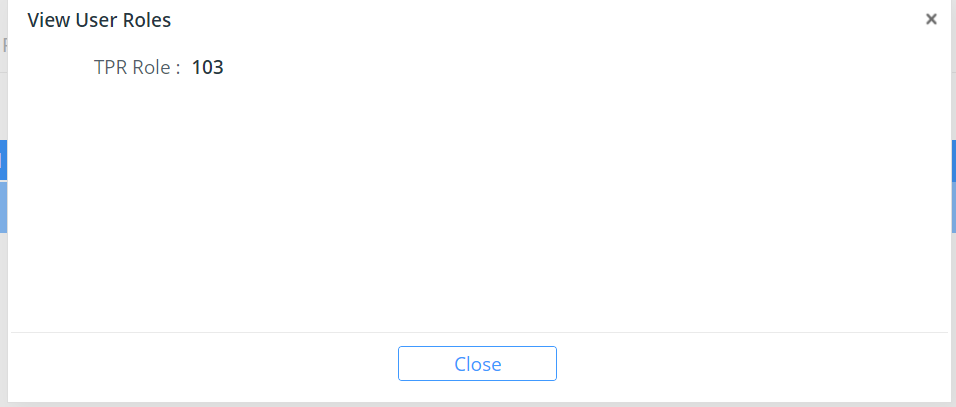 View User Roles
TPR Role : 103
Close